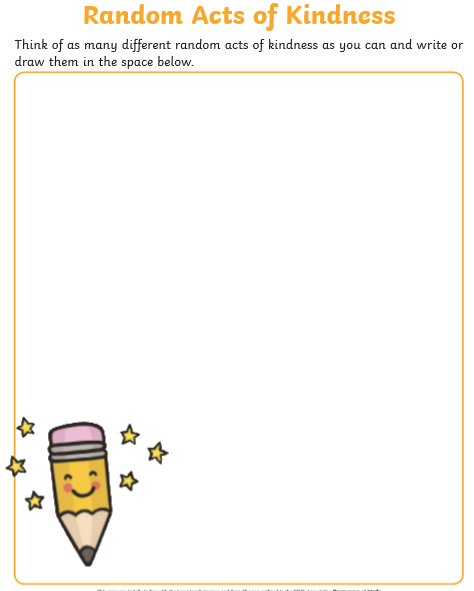 Random Acts of Kindness
Think of as many different random acts of kindness as you can and write or
draw them in the space below.